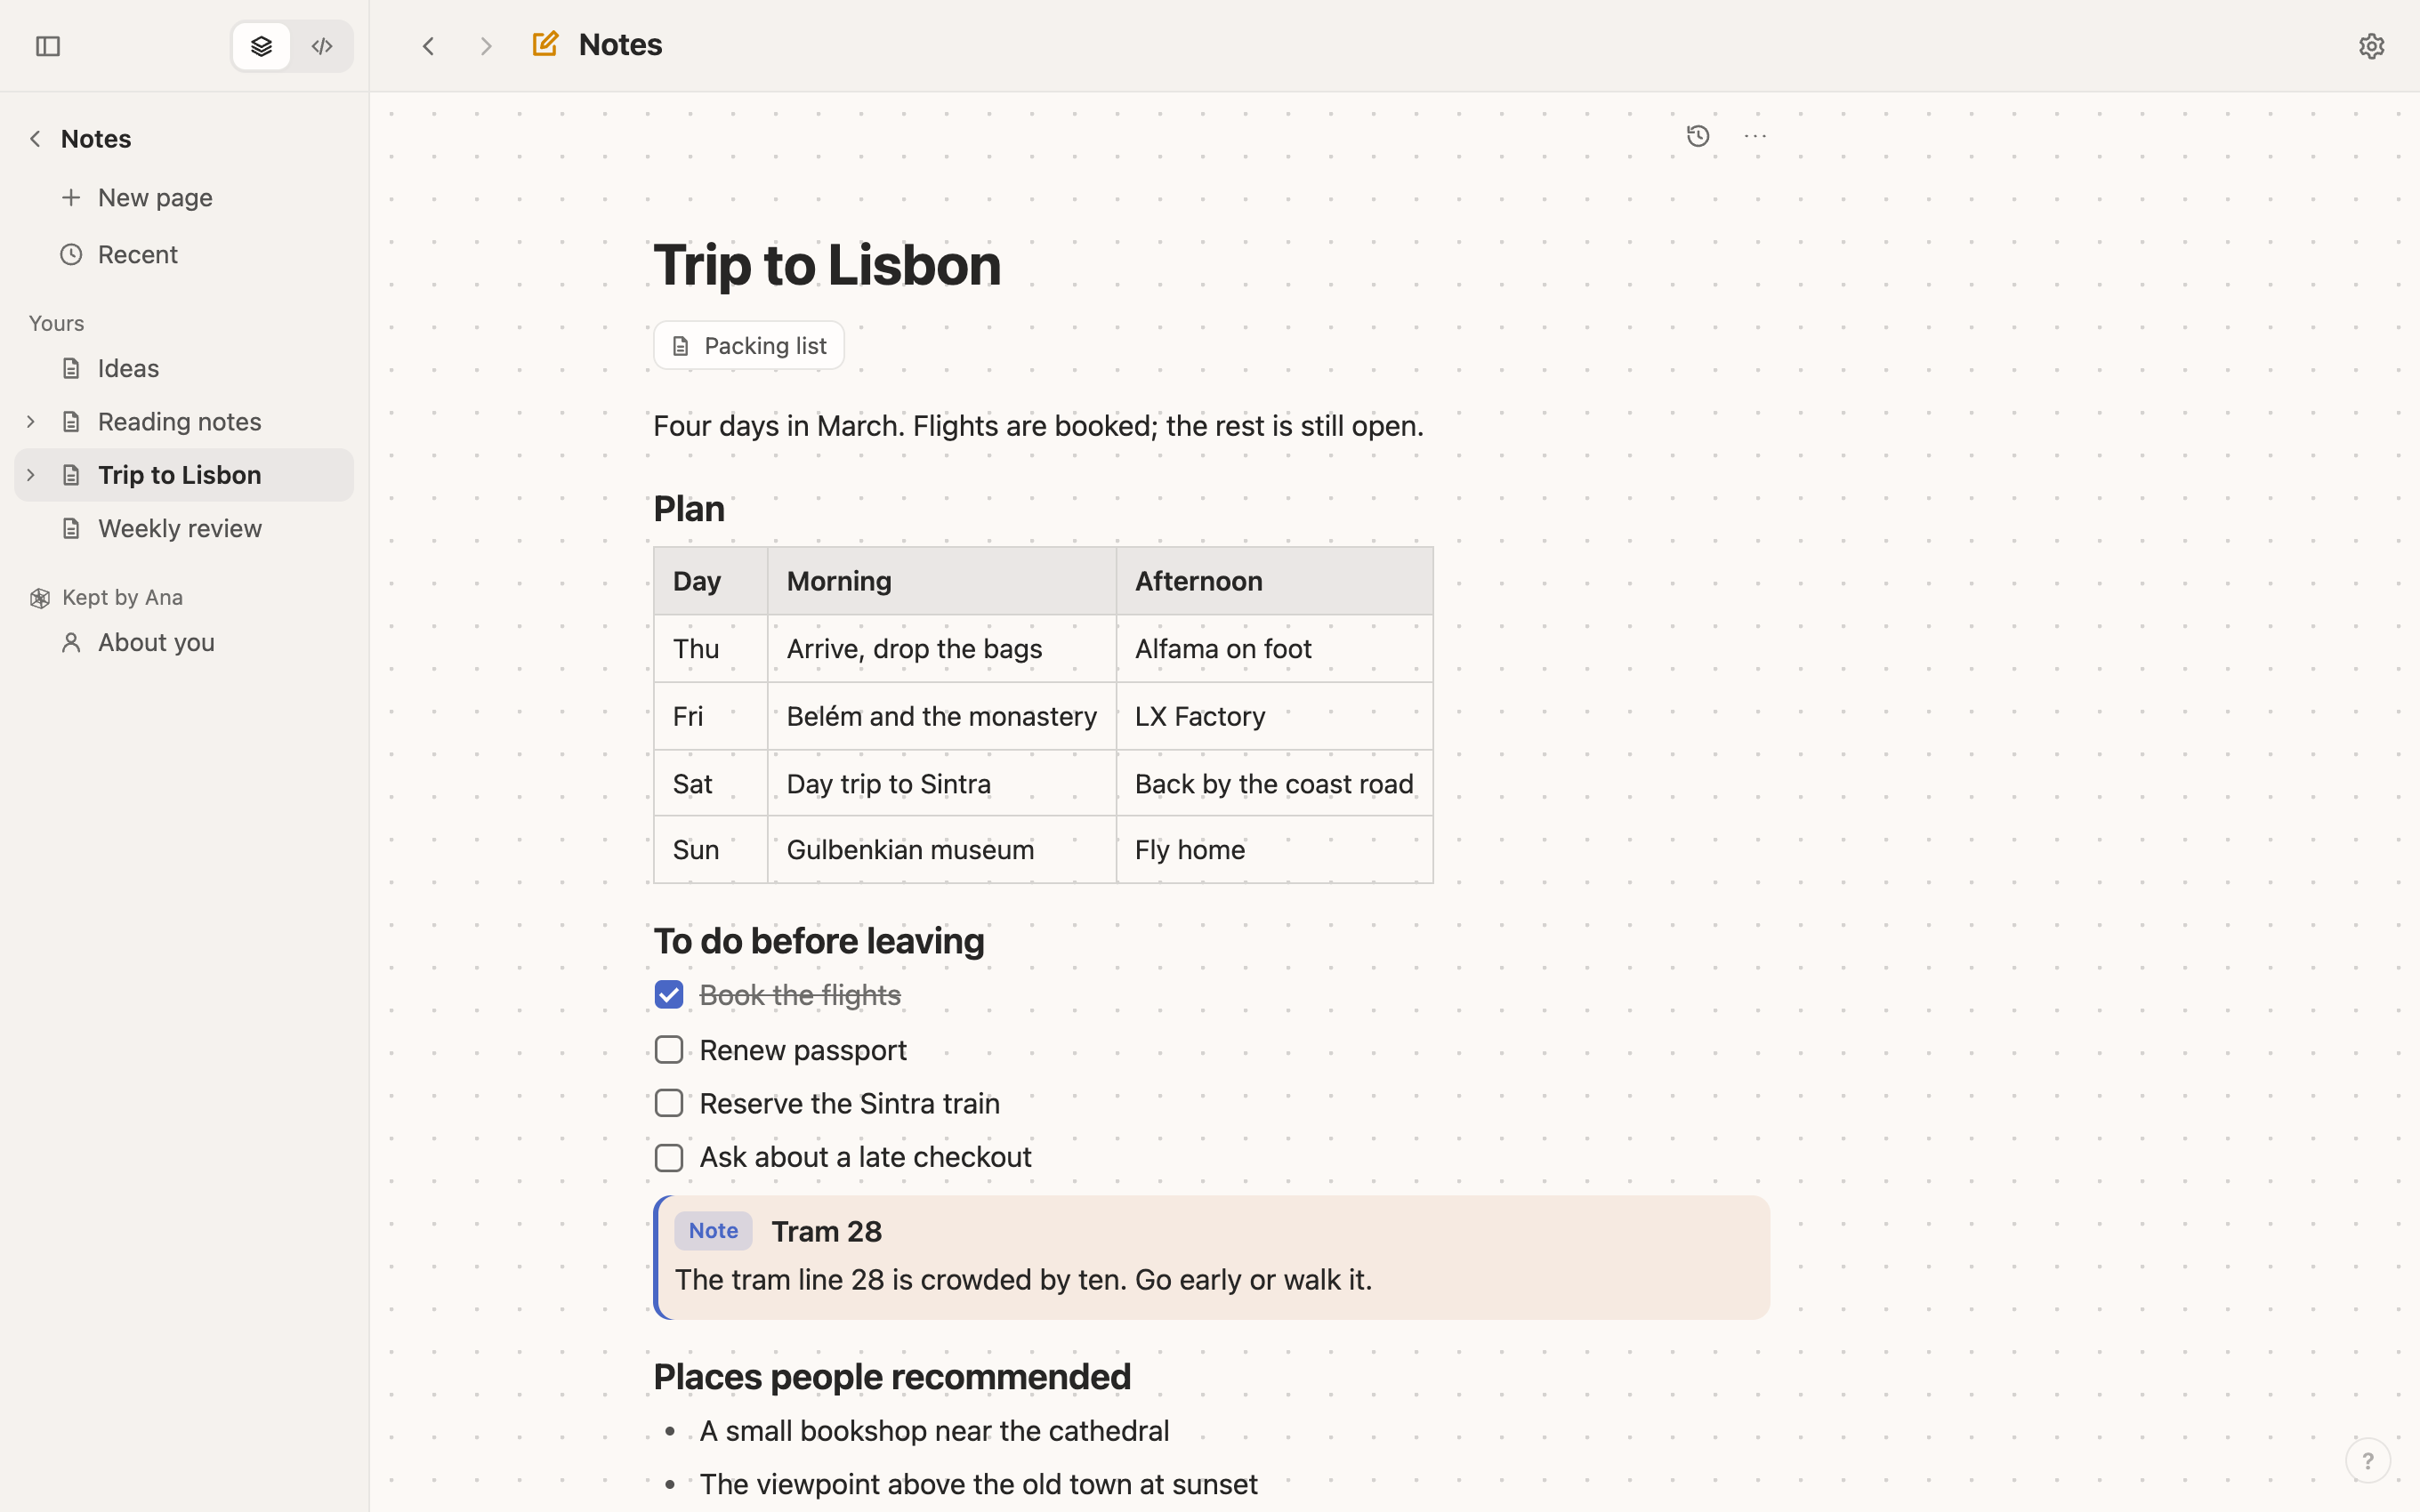 Notes
Notes
New page
Recent
Yours
Ideas
Reading notes
Trip to Lisbon
Weekly review
Kept by Ana
About you
Trip to Lisbon
Packing list
Four days in March. Flights are booked; the rest is still open.
Plan
Day Morning Afternoon
Thu Arrive, drop the bags Alfama on foot
Fri Belém and the monastery LX Factory
Sat Day trip to Sintra Back by the coast road
Sun Gulbenkian museum Fly home
To do before leaving
Book the flights
Renew passport
Reserve the Sintra train
Ask about a late checkout
Note Tram 28
The tram line 28 is crowded by ten. Go early or walk it.
Places people recommended
• A small bookshop near the cathedral
• The viewpoint above the old town at sunset
?